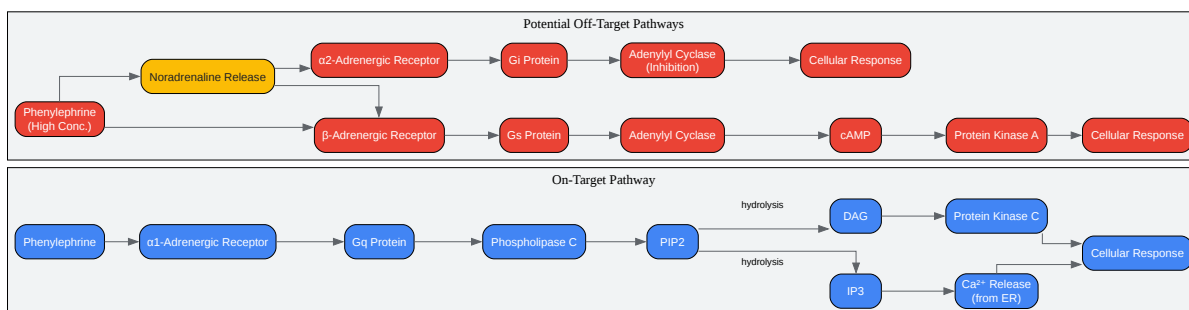 Potential Off-Target Pathways
Noradrenaline Release
α2-Adrenergic Receptor
Gi Protein
Adenylyl Cyclase
(Inhibition)
Cellular Response
Phenylephrine
(High Conc.)
β-Adrenergic Receptor
Gs Protein
Adenylyl Cyclase
cAMP
Protein Kinase A
Cellular Response
On-Target Pathway
Phenylephrine
α1-Adrenergic Receptor
Gq Protein
Phospholipase C
PIP2
hydrolysis
DAG
Protein Kinase C
hydrolysis
IP3
Ca²⁺ Release
(from ER)
Cellular Response